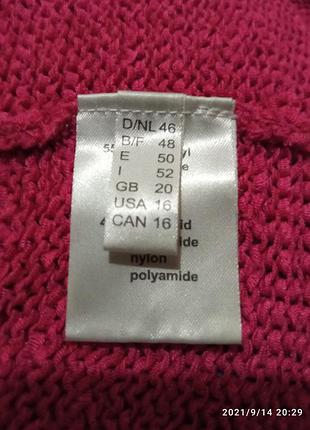 D/NL 46
B/F 48
E 50
I 52
GB 20
USA 16
CAN 16
nylon
polyamide
2021/9/14 20:29